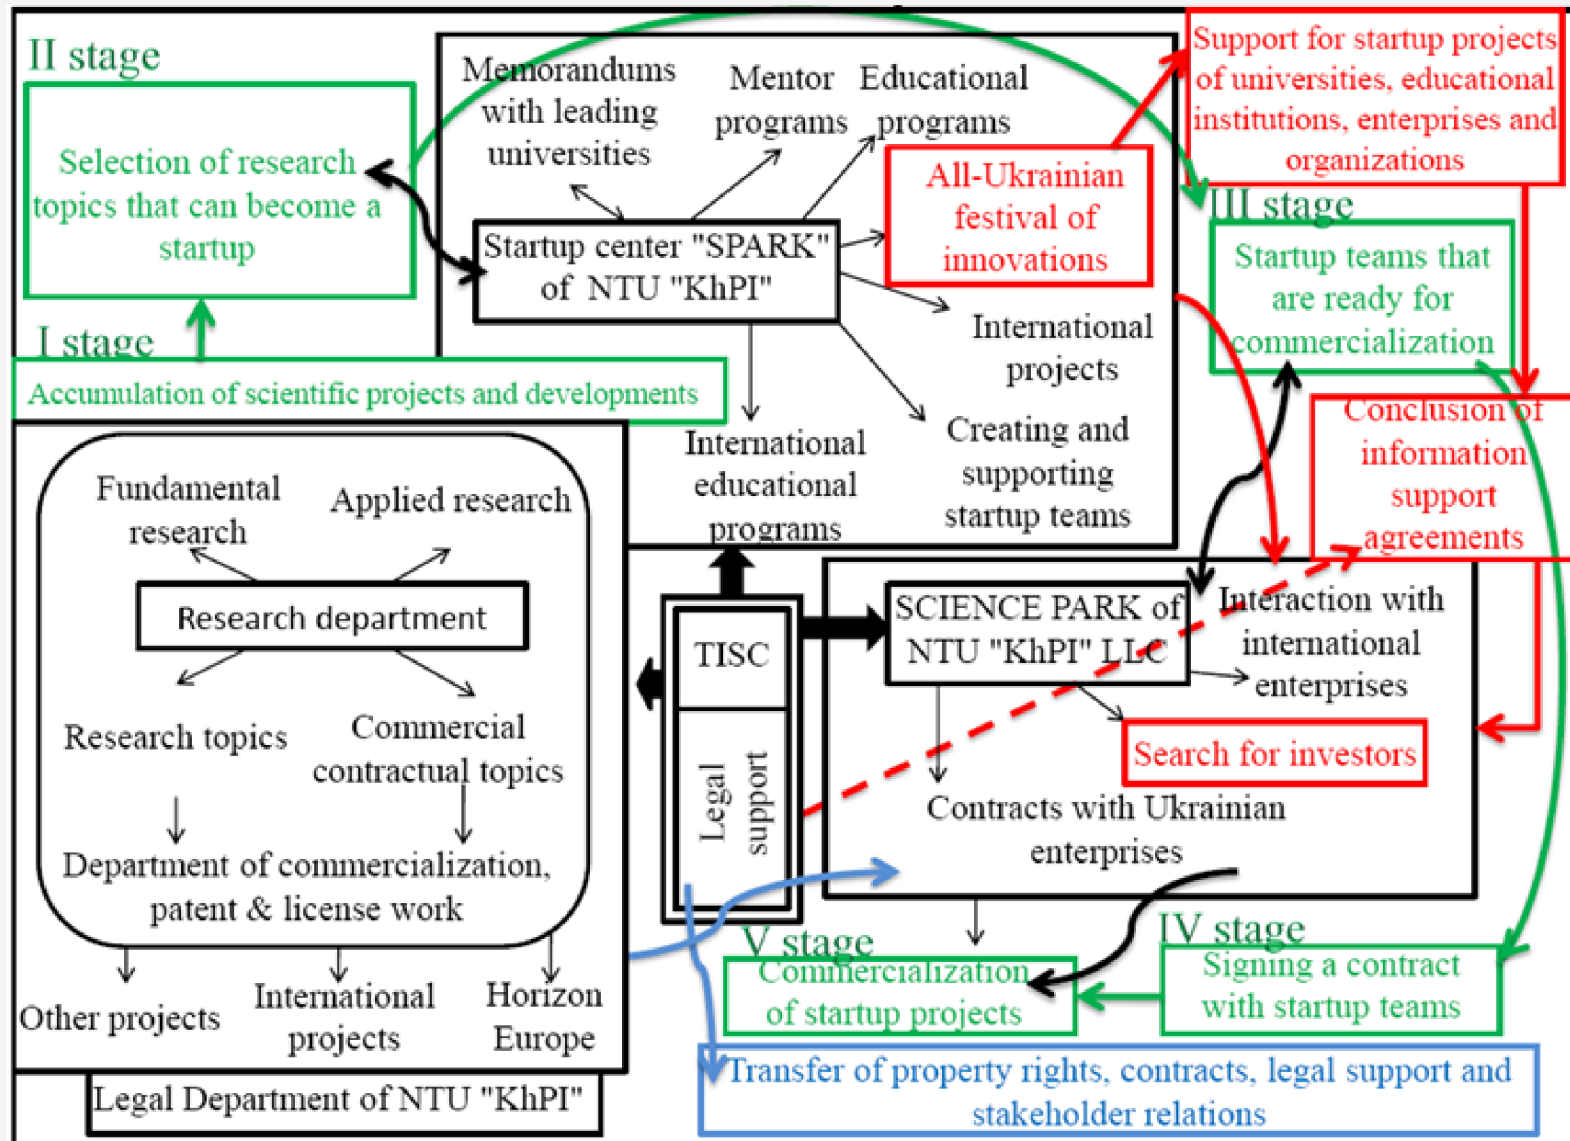 II stage
Selection of research
topics that can become a
startup
I stage
Accumulation of scientific projects and developments
Memorandums
with leading
universities
Mentor
programs
Educational
programs
All-Ukrainian
festival of
innovations
Startup center "SPARK"
of NTU "KhPI"
International
projects
Creating and
supporting
startup teams
International
educational
programs
Support for startup projects
of universities, educational
institutions, enterprises and
organizations
III stage
Startup teams that
are ready for
commercialization
Conclusion of
information
support
agreements
Fundamental
research
Applied research
Research department
Research topics
Commercial
contractual topics
Department of commercialization,
patent & license work
Other projects
International
projects
Horizon
Europe
Legal Department of NTU "KhPI"
TISC
Legal
support
SCIENCE PARK of
NTU "KhPI" LLC
Interaction with
international
enterprises
Search for investors
Contracts with Ukrainian
enterprises
V stage
Commercialization
of startup projects
IV stage
Signing a contract
with startup teams
Transfer of property rights, contracts, legal support and
stakeholder relations